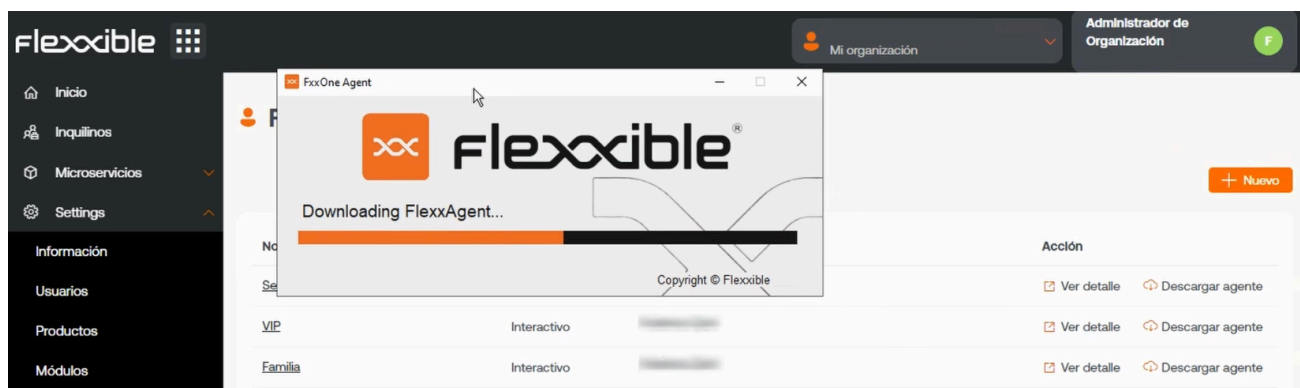 Flexxible
Mi organización
Administrador de
Organización
F
Inicio
Inquilinos
Microservicios
Settings
Información
Usuarios
Productos
Módulos
FxxOne Agent
Flexxible®
Downloading FlexxAgent...
Copyright © Flexxible
+ Nuevo
Acción
Ver detalle Descargar agente
VIP Interactivo Ver detalle Descargar agente
Familia Interactivo Ver detalle Descargar agente